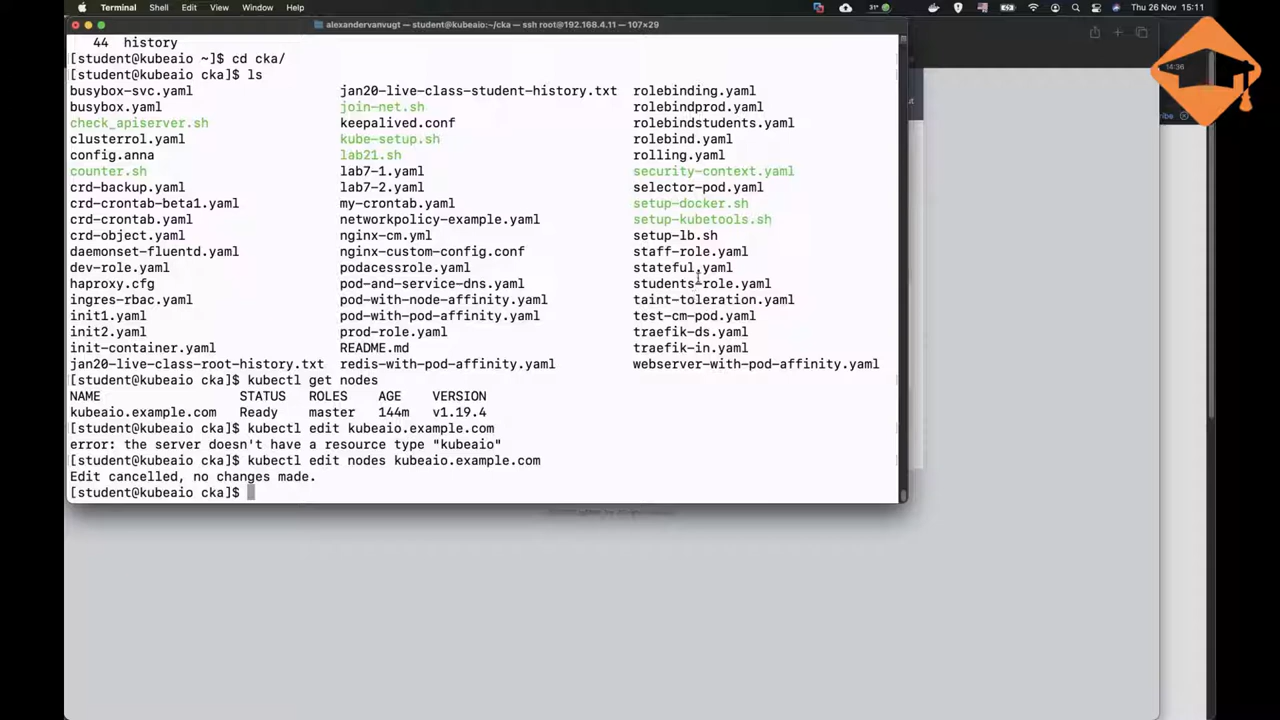 Terminal Shell Edit View Window Help 31° Thu 26 Nov 15:11
alexandervanvugt — student@kubeaio:~/cka — ssh root@192.168.4.11 — 107×29
14:36
44 history
[student@kubeaio ~]$ cd cka/
[student@kubeaio cka]$ ls
busybox-svc.yaml jan20-live-class-student-history.txt rolebinding.yaml
busybox.yaml join-net.sh rolebindprod.yaml
check_apiserver.sh keepalived.conf rolebindstudents.yaml
clusterrol.yaml kube-setup.sh rolebind.yaml
config.anna lab21.sh rolling.yaml
counter.sh lab7-1.yaml security-context.yaml
crd-backup.yaml lab7-2.yaml selector-pod.yaml
crd-crontab-beta1.yaml my-crontab.yaml setup-docker.sh
crd-crontab.yaml networkpolicy-example.yaml setup-kubetools.sh
crd-object.yaml nginx-cm.yml setup-lb.sh
daemonset-fluentd.yaml nginx-custom-config.conf staff-role.yaml
dev-role.yaml podacessrole.yaml stateful.yaml
haproxy.cfg pod-and-service-dns.yaml students-role.yaml
ingres-rbac.yaml pod-with-node-affinity.yaml taint-toleration.yaml
init1.yaml pod-with-pod-affinity.yaml test-cm-pod.yaml
init2.yaml prod-role.yaml traefik-ds.yaml
init-container.yaml README.md traefik-in.yaml
jan20-live-class-root-history.txt redis-with-pod-affinity.yaml webserver-with-pod-affinity.yaml
[student@kubeaio cka]$ kubectl get nodes
NAME STATUS ROLES AGE VERSION
kubeaio.example.com Ready master 144m v1.19.4
[student@kubeaio cka]$ kubectl edit kubeaio.example.com
error: the server doesn't have a resource type "kubeaio"
[student@kubeaio cka]$ kubectl edit nodes kubeaio.example.com
Edit cancelled, no changes made.
[student@kubeaio cka]$